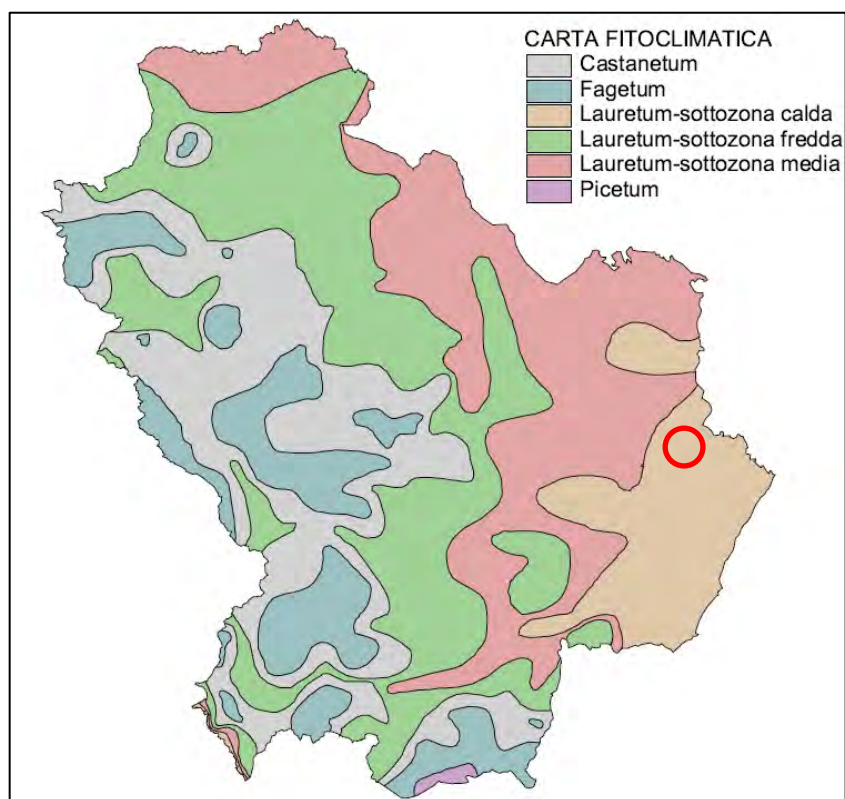 CARTA FITOCLIMATICA
Castanetum
Fagetum
Lauretum-sottozona calda
Lauretum-sottozona fredda
Lauretum-sottozona media
Picetum